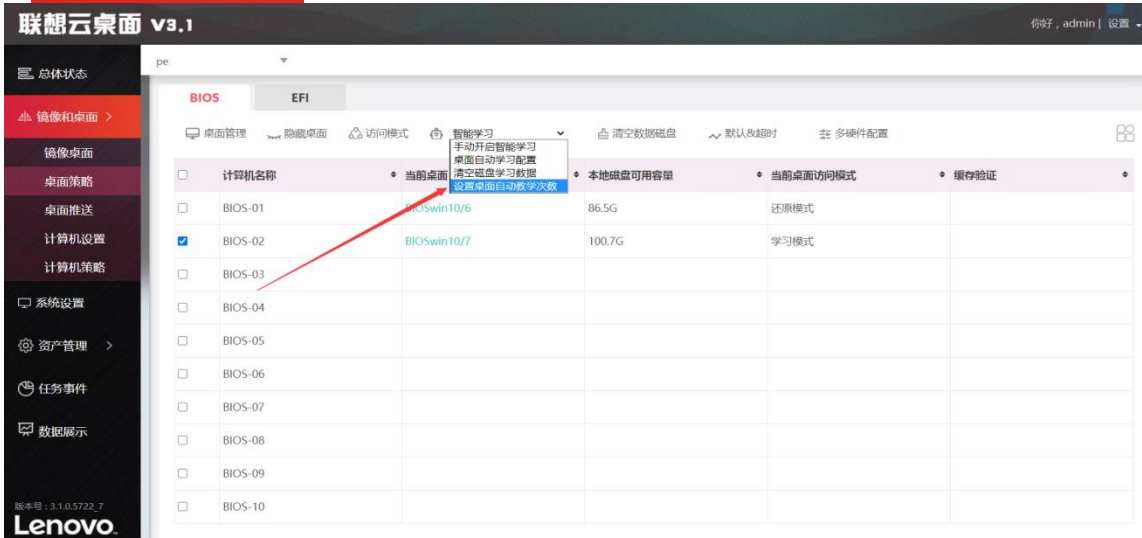 联想云桌面 V3.1
你好，admin | 设置
总体状态
镜像和桌面 >
镜像桌面
桌面策略
桌面推送
计算机设置
计算机策略
系统设置
资产管理 >
任务事件
数据展示
版本号：3.1.0.5722_7
Lenovo.
pe
BIOS EFI
桌面管理 隐藏桌面 访问模式 智能学习 清空数据磁盘 默认&超时 多硬件配置
手动开启智能学习
桌面自动学习配置
清空磁盘学习数据
设置桌面自动教学次数
计算机名称 当前桌面 本地磁盘可用容量 当前桌面访问模式 缓存验证
BIOS-01 BIOSwin10/6 86.5G 还原模式
BIOS-02 BIOSwin10/7 100.7G 学习模式
BIOS-03
BIOS-04
BIOS-05
BIOS-06
BIOS-07
BIOS-08
BIOS-09
BIOS-10